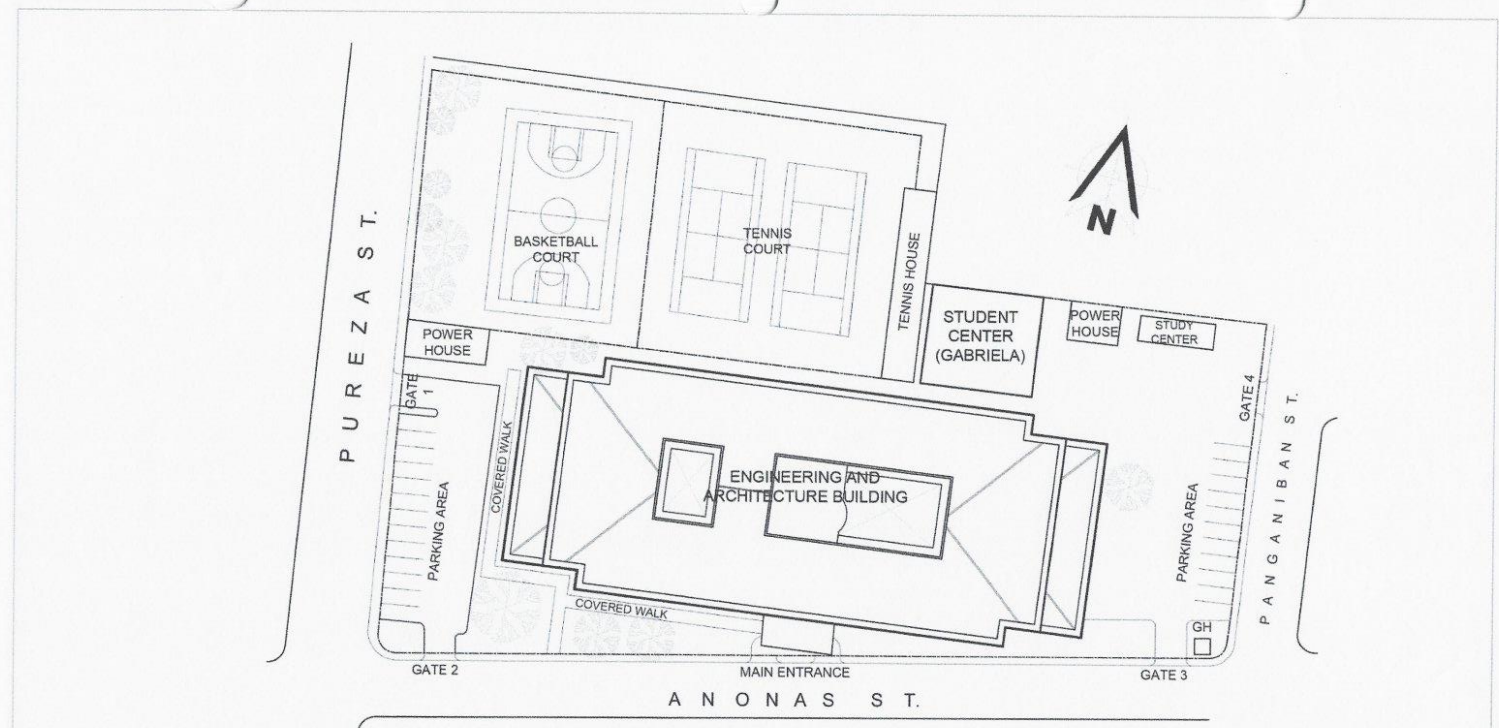 PUREZA ST.
BASKETBALL
COURT
TENNIS
COURT
TENNIS HOUSE
N
POWER
HOUSE
STUDENT
CENTER
(GABRIELA)
POWER
HOUSE
STUDY
CENTER
GATE
1
GATE 4
PANGANIBAN ST.
COVERED WALK
PARKING AREA
ENGINEERING AND
ARCHITECTURE BUILDING
PARKING AREA
COVERED WALK
GH
GATE 2
MAIN ENTRANCE
GATE 3
ANONAS ST.